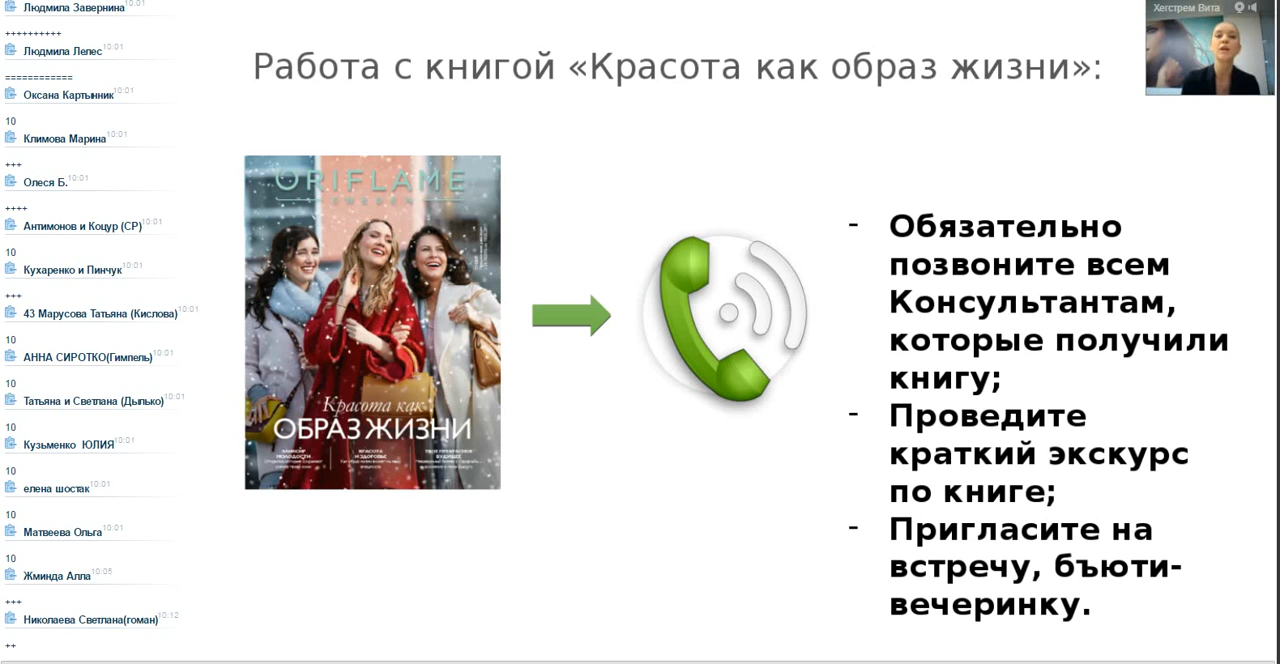 Людмила Завернина 10:01
++++++++++
Людмила Лелес 10:01
============
Оксана Картынник 10:01
10
Климова Марина 10:01
+++
Олеся Б. 10:01
++++
Антимонов и Коцур (СР) 10:01
10
Кухаренко и Пинчук 10:01
+++
43 Марусова Татьяна (Кислова) 10:01
10
АННА СИРОТКО(Гимпель) 10:01
10
Татьяна и Светлана (Дылько) 10:01
10
Кузьменко ЮЛИЯ 10:01
10
елена шостак 10:01
10
Матвеева Ольга 10:01
10
Жминда Алла 10:05
+++
Николаева Светлана(гоман) 10:12
++
Работа с книгой «Красота как образ жизни»:
Хегстрем Вита
ORIFLAME
SWEDEN
Красота как
ОБРАЗ ЖИЗНИ
КРАСОТА
И ЗДОРОВЬЕ
- Обязательно
позвоните всем
Консультантам,
которые получили
книгу;
- Проведите
краткий экскурс
по книге;
- Пригласите на
встречу, бъюти-
вечеринку.